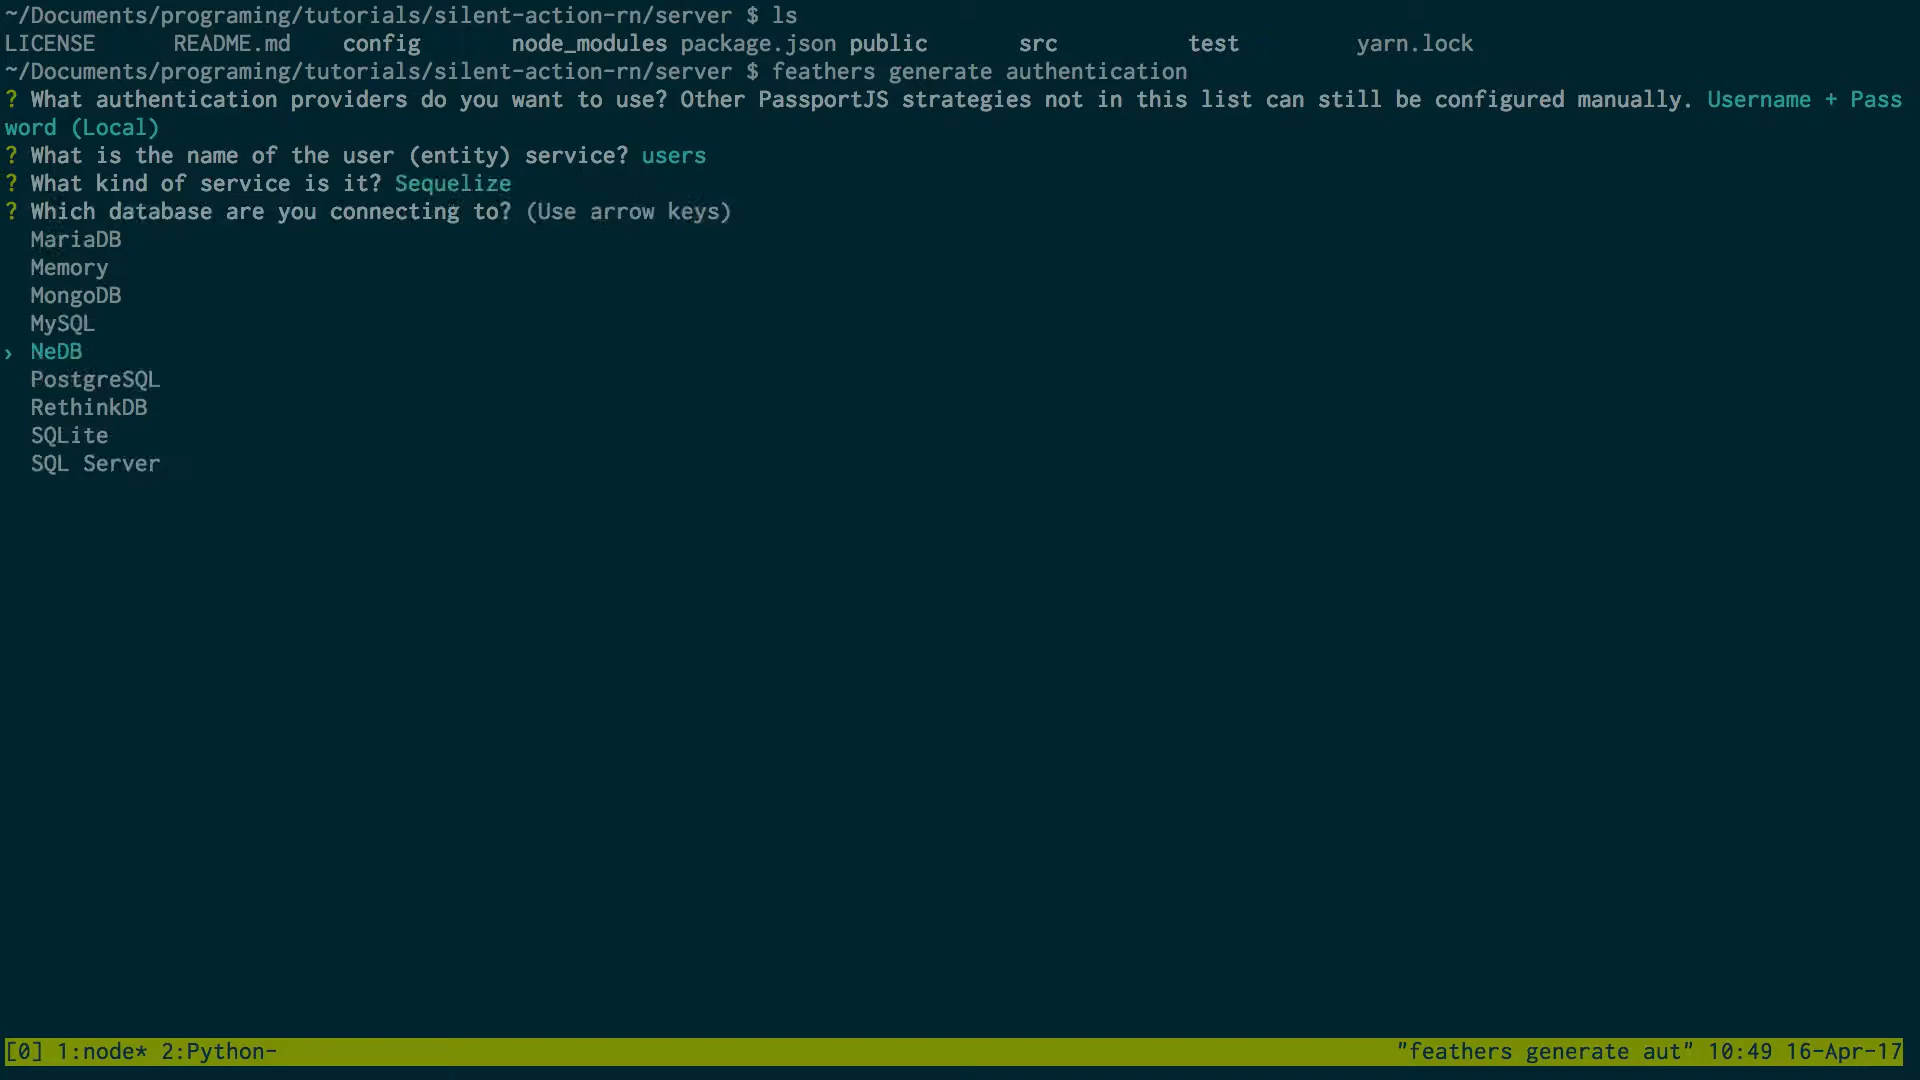 ~/Documents/programing/tutorials/silent-action-rn/server $ ls
LICENSE README.md config node_modules package.json public src test yarn.lock
~/Documents/programing/tutorials/silent-action-rn/server $ feathers generate authentication
? What authentication providers do you want to use? Other PassportJS strategies not in this list can still be configured manually. Username + Pass
word (Local)
? What is the name of the user (entity) service? users
? What kind of service is it? Sequelize
? Which database are you connecting to? (Use arrow keys)
MariaDB
Memory
MongoDB
MySQL
› NeDB
PostgreSQL
RethinkDB
SQLite
SQL Server
[0] 1:node* 2:Python- "feathers generate aut" 10:49 16-Apr-17